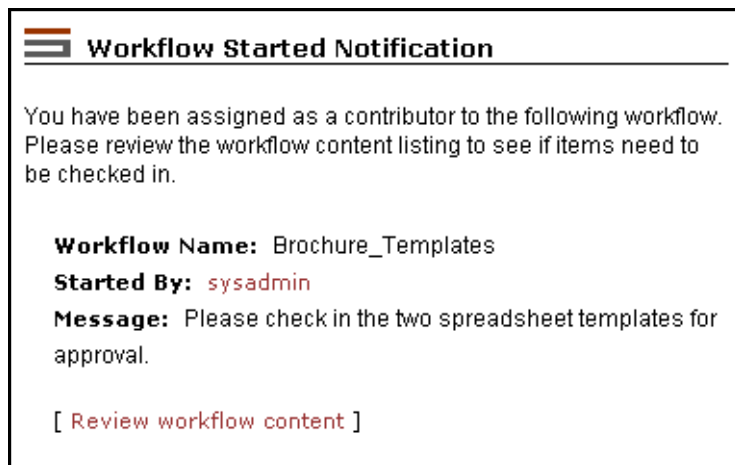 Workflow Started Notification
You have been assigned as a contributor to the following workflow.
Please review the workflow content listing to see if items need to
be checked in.
Workflow Name: Brochure_Templates
Started By: sysadmin
Message: Please check in the two spreadsheet templates for
approval.
[ Review workflow content ]